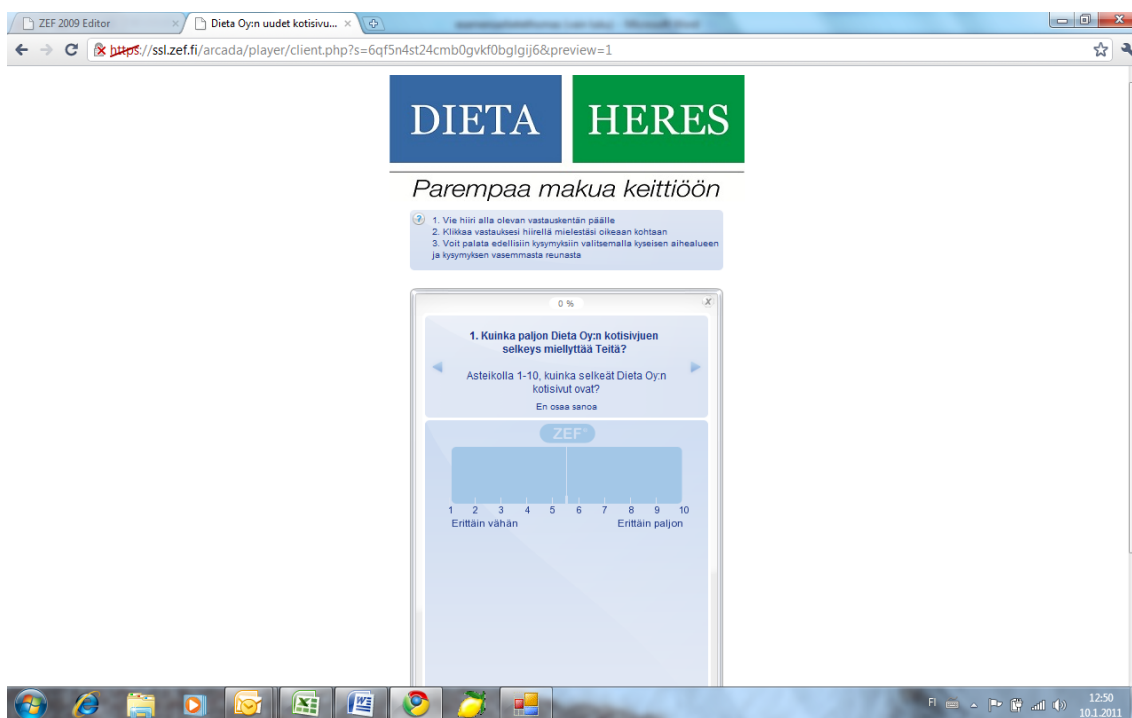 ZEF 2009 Editor
Dieta Oy:n uudet kotisivu...
https://ssl.zef.fi/arcada/player/client.php?s=6qf5n4st24cmb0gvkf0bglgij6&preview=1
DIETA HERES
Parempaa makua keittiöön
1. Vie hiiri alla olevan vastauskentän päälle
2. Klikkaa vastauksesi hiirellä mielestäsi oikeaan kohtaan
3. Voit palata edellisiin kysymyksiin valitsemalla kyseisen aihealueen
ja kysymyksen vasemmasta reunasta
0 %
X
1. Kuinka paljon Dieta Oy:n kotisivjuen
selkeys miellyttää Teitä?
Asteikolla 1-10, kuinka selkeät Dieta Oy:n
kotisivut ovat?
En osaa sanoa
ZEF®
1 2 3 4 5 6 7 8 9 10
Erittäin vähän Erittäin paljon
FI
12:50
10.1.2011